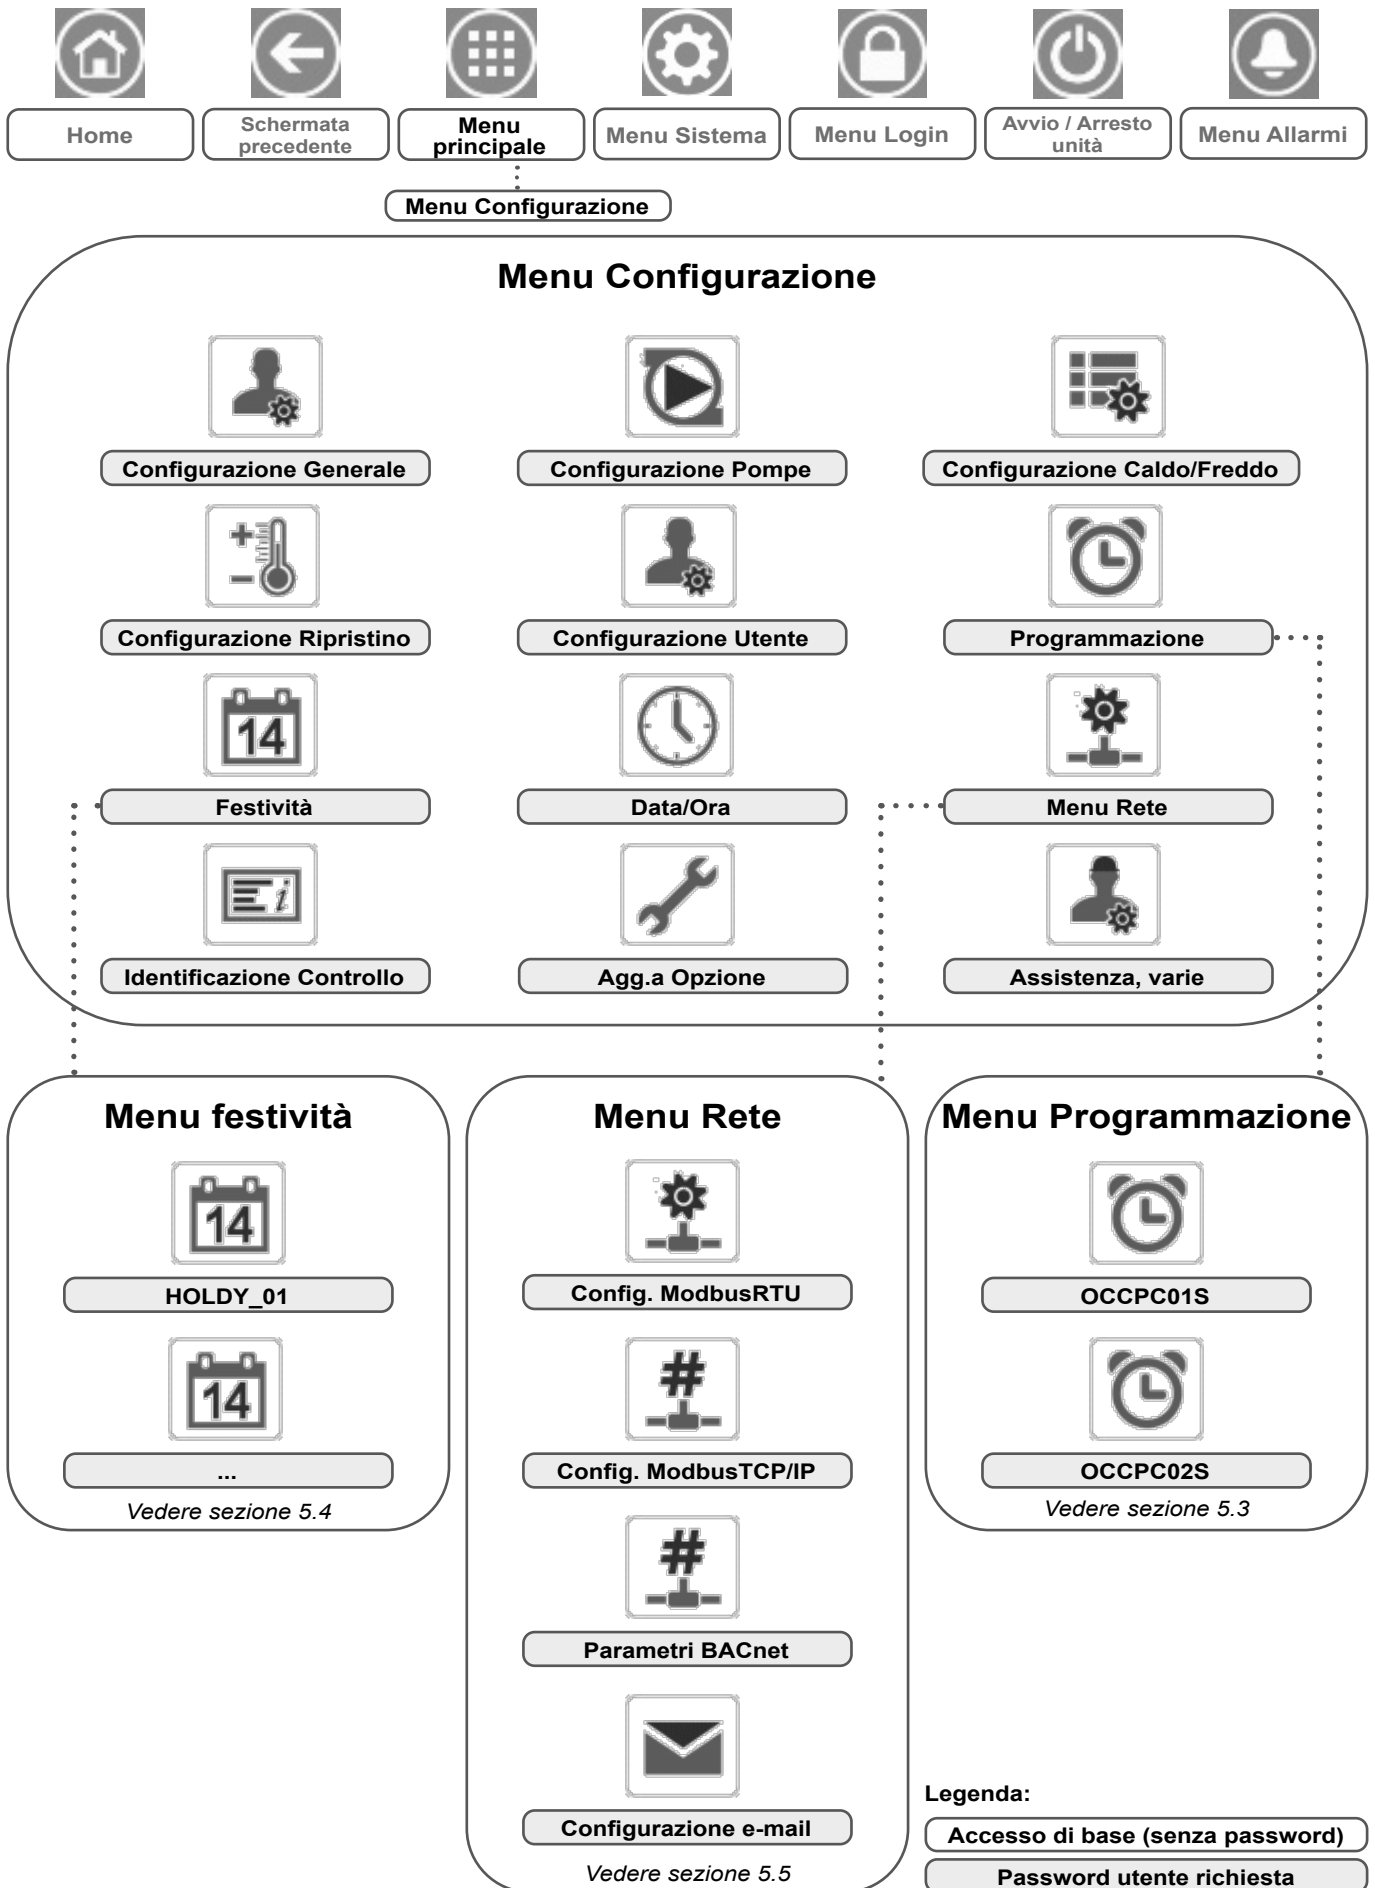 Home
Schermata
precedente
Menu
principale
Menu Sistema
Menu Login
Avvio / Arresto
unità
Menu Allarmi
Menu Configurazione
Menu Configurazione
Configurazione Generale
Configurazione Pompe
Configurazione Caldo/Freddo
Configurazione Ripristino
Configurazione Utente
Programmazione
14
Festività
Data/Ora
Menu Rete
i
Identificazione Controllo
Agg.a Opzione
Assistenza, varie
Menu festività
14
HOLDY_01
14
...
Vedere sezione 5.4
Menu Rete
Config. ModbusRTU
#
Config. ModbusTCP/IP
#
Parametri BACnet
Configurazione e-mail
Vedere sezione 5.5
Menu Programmazione
OCCPC01S
OCCPC02S
Vedere sezione 5.3
Legenda:
Accesso di base (senza password)
Password utente richiesta